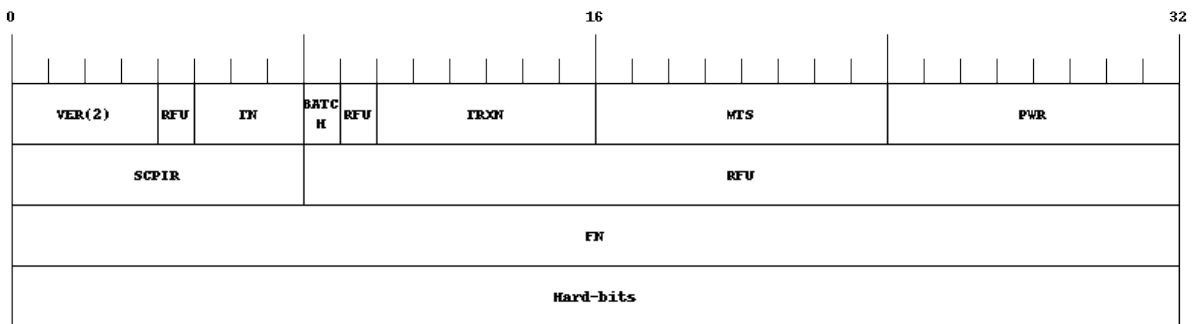 0 16 32
VER(2) RFU TN BATC RFU TRXN MTS PWR
H
SCPIR RFU
FN
Hard-bits